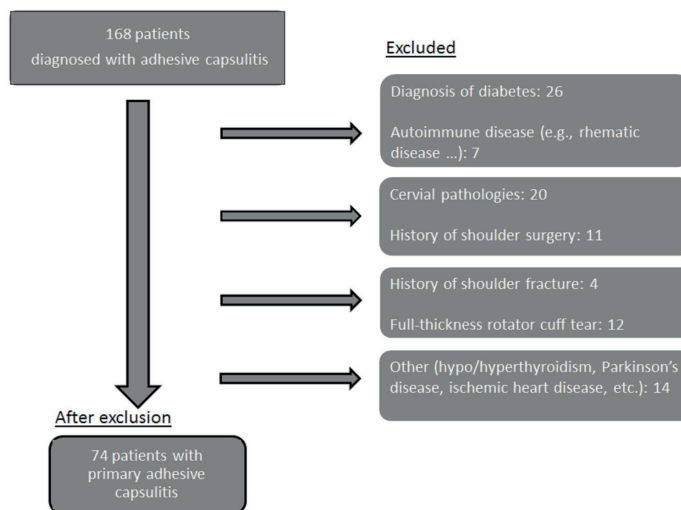 168 patients
diagnosed with adhesive capsulitis
Excluded
Diagnosis of diabetes: 26
Autoimmune disease (e.g., rhematic
disease ...): 7
Cervial pathologies: 20
History of shoulder surgery: 11
History of shoulder fracture: 4
Full-thickness rotator cuff tear: 12
Other (hypo/hyperthyroidism, Parkinson's
disease, ischemic heart disease, etc.): 14
After exclusion
74 patients with
primary adhesive
capsulitis